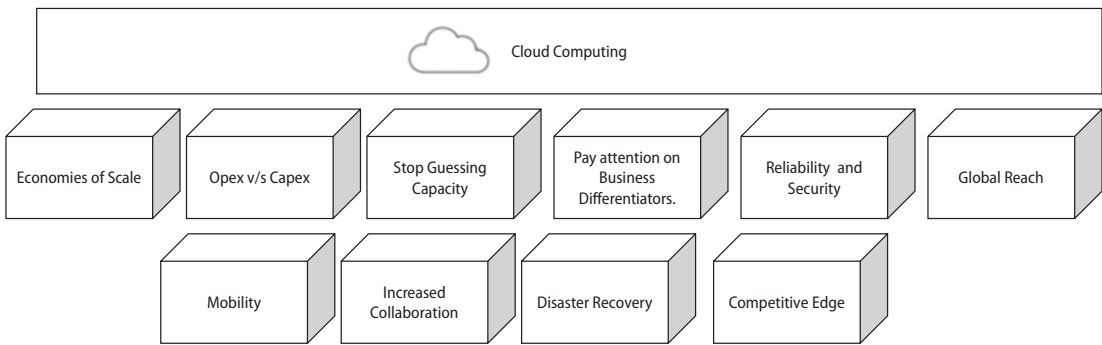 Cloud Computing
Economies of Scale
Opex v/s Capex
Stop Guessing
Capacity
Pay attention on
Business
Differentiators.
Reliability and
Security
Global Reach
Mobility
Increased
Collaboration
Disaster Recovery
Competitive Edge